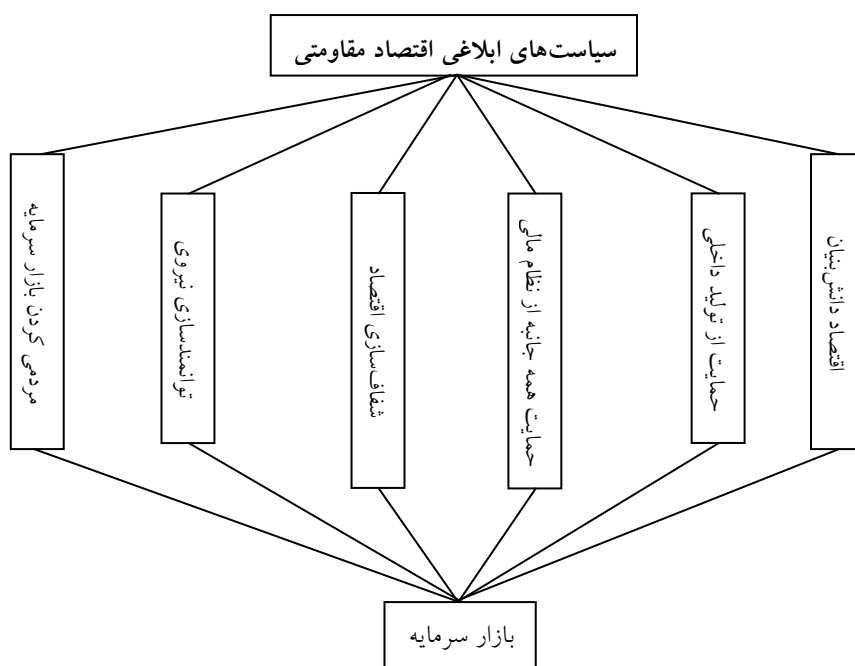 سیاست‌های ابلاغی اقتصاد مقاومتی
اقتصاد دانش‌بنیان
حمایت از تولید داخلی
حمایت همه جانبه از نظام مالی
شفاف‌سازی اقتصاد
توانمندسازی نیروی
مردمی کردن بازار سرمایه
بازار سرمایه